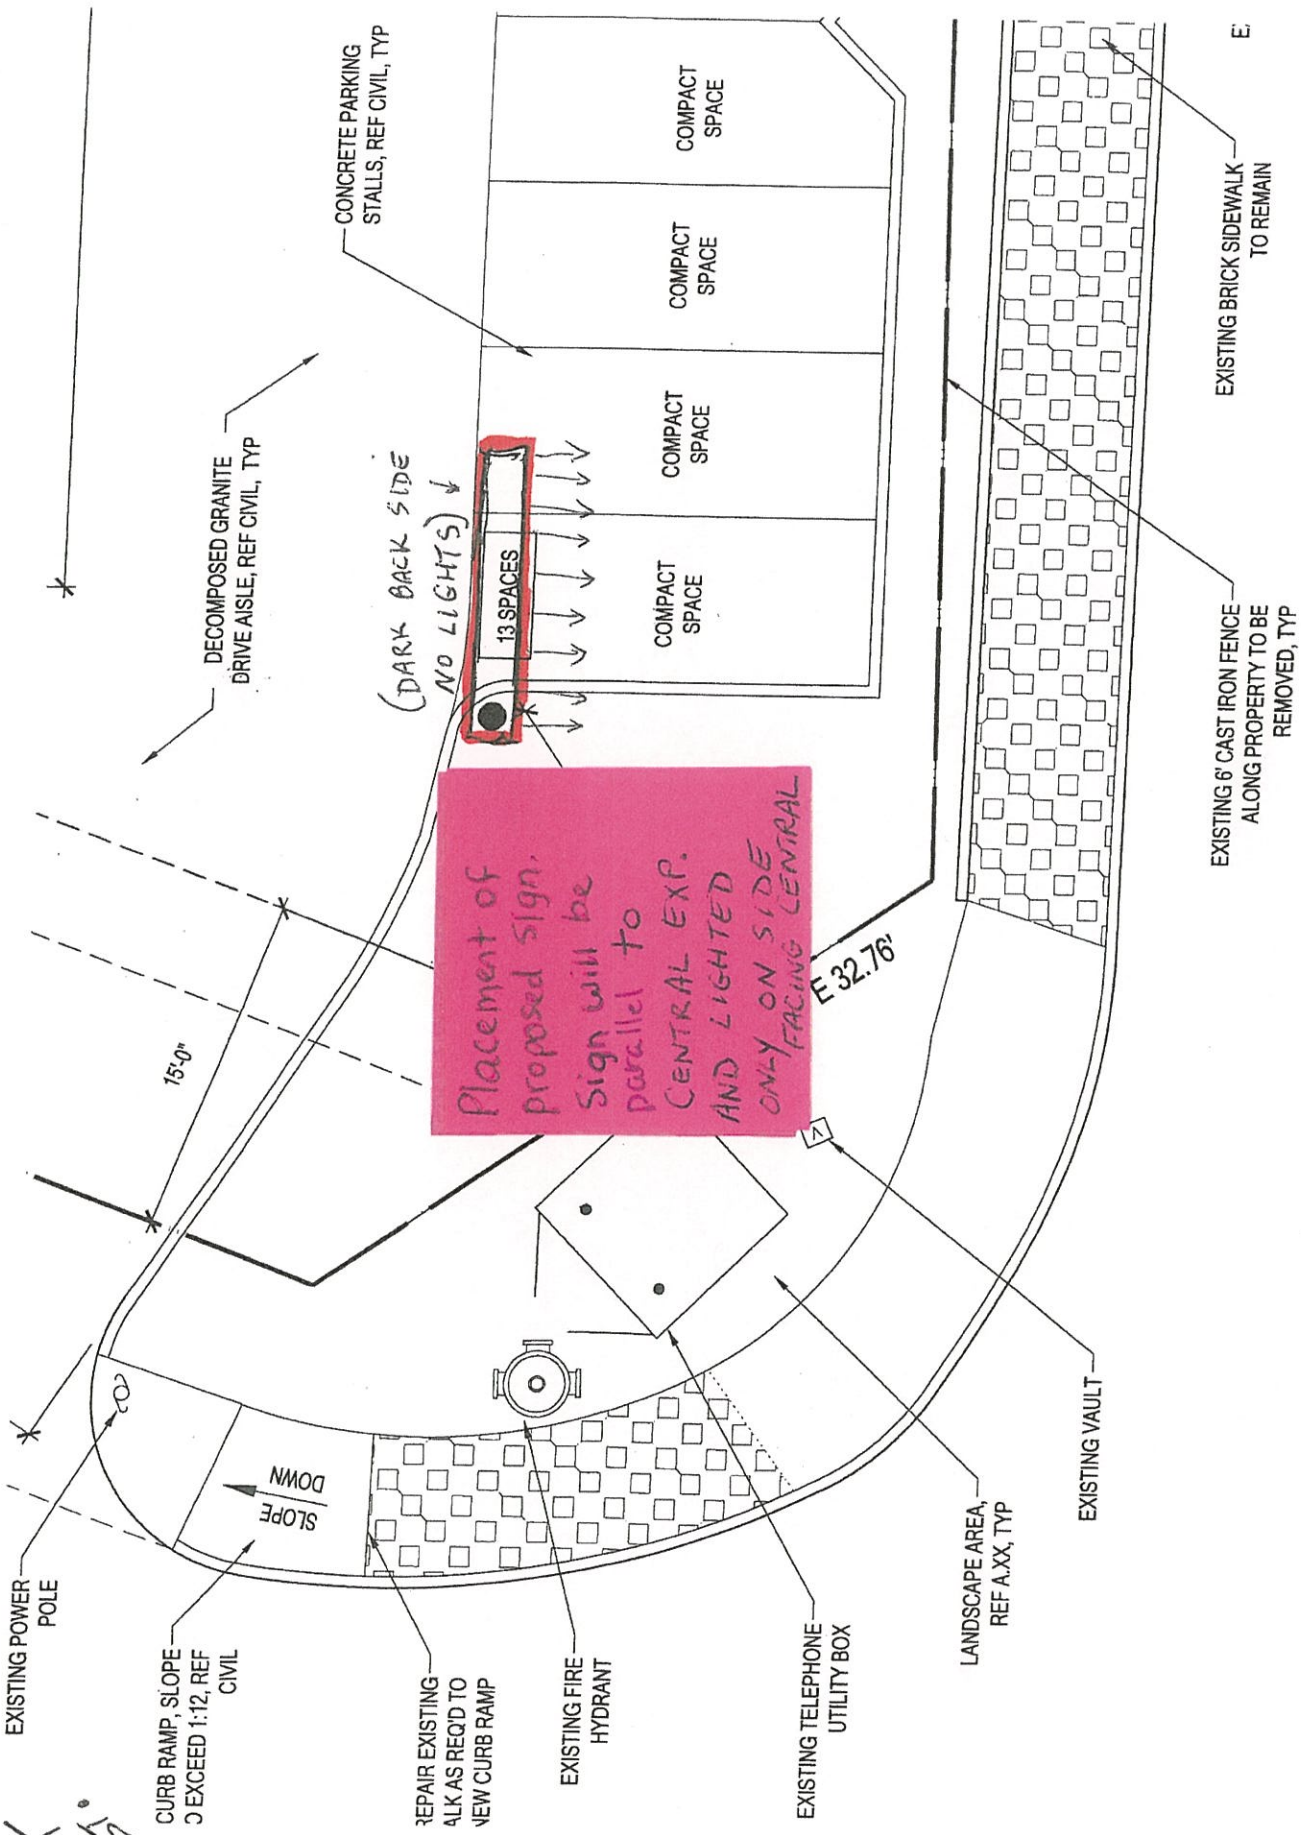 EXISTING POWER
POLE
CURB RAMP, SLOPE
O EXCEED 1:12, REF
CIVIL
REPAIR EXISTING
ALK AS REQ'D TO
NEW CURB RAMP
EXISTING FIRE
HYDRANT
EXISTING TELEPHONE
UTILITY BOX
LANDSCAPE AREA,
REF A.XX, TYP
EXISTING VAULT
SLOPE
DOWN
15'-0"
V
E 32.76'
Placement of
proposed sign.
Sign will be
parallel to
CENTRAL EXP.
AND LIGHTED
ONLY ON SIDE
FACING CENTRAL
DECOMPOSED GRANITE
DRIVE AISLE, REF CIVIL, TYP
(DARK BACK SIDE
NO LIGHTS)
13 SPACES
CONCRETE PARKING
STALLS, REF CIVIL, TYP
COMPACT
SPACE
COMPACT
SPACE
COMPACT
SPACE
COMPACT
SPACE
EXISTING 6' CAST IRON FENCE
ALONG PROPERTY TO BE
REMOVED, TYP
EXISTING BRICK SIDEWALK
TO REMAIN